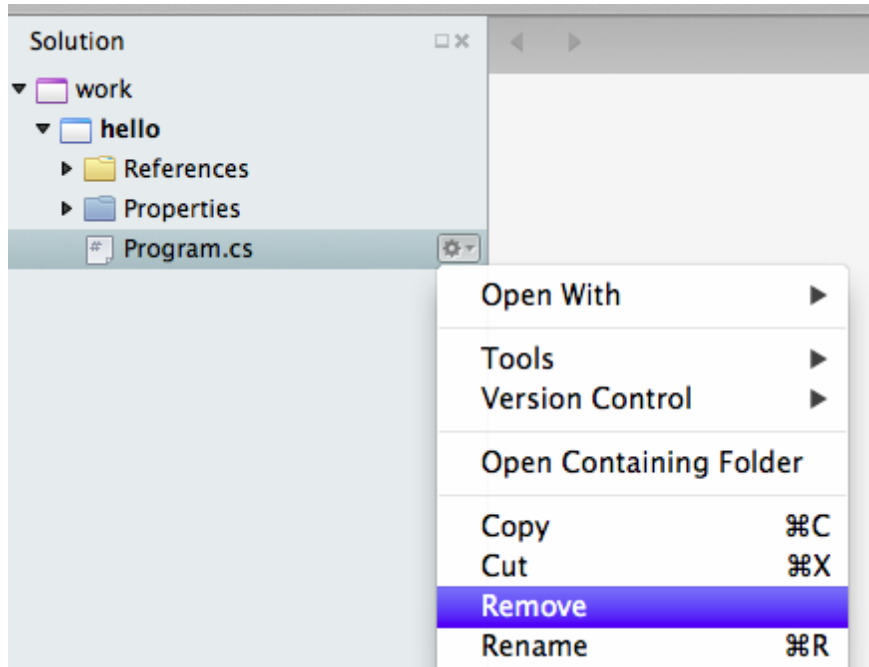 Solution
work
hello
References
Properties
Program.cs
Open With
Tools
Version Control
Open Containing Folder
Copy ⌘C
Cut ⌘X
Remove
Rename ⌘R